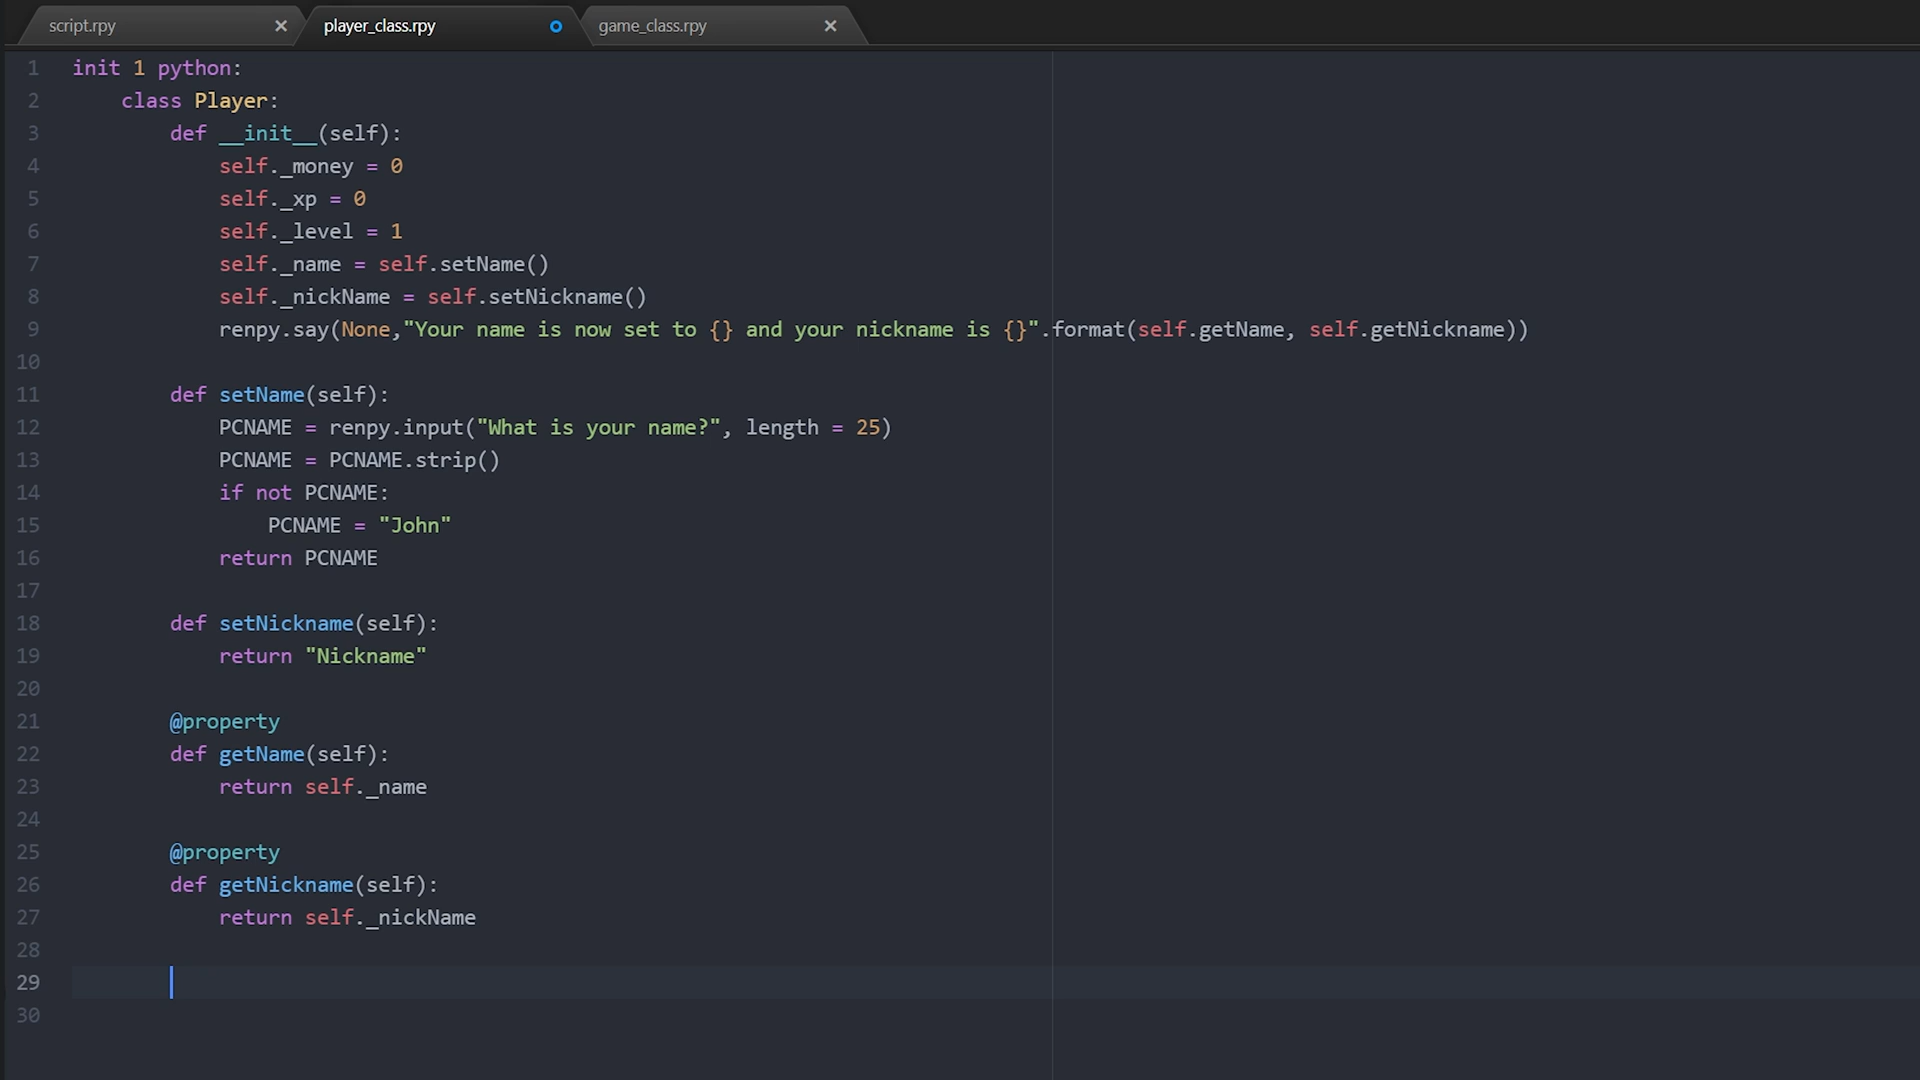 script.rpy player_class.rpy game_class.rpy
1 init 1 python:
2 class Player:
3 def __init__(self):
4 self._money = 0
5 self._xp = 0
6 self._level = 1
7 self._name = self.setName()
8 self._nickName = self.setNickname()
9 renpy.say(None,"Your name is now set to {} and your nickname is {}".format(self.getName, self.getNickname))
10
11 def setName(self):
12 PCNAME = renpy.input("What is your name?", length = 25)
13 PCNAME = PCNAME.strip()
14 if not PCNAME:
15 PCNAME = "John"
16 return PCNAME
17
18 def setNickname(self):
19 return "Nickname"
20
21 @property
22 def getName(self):
23 return self._name
24
25 @property
26 def getNickname(self):
27 return self._nickName
28
29
30